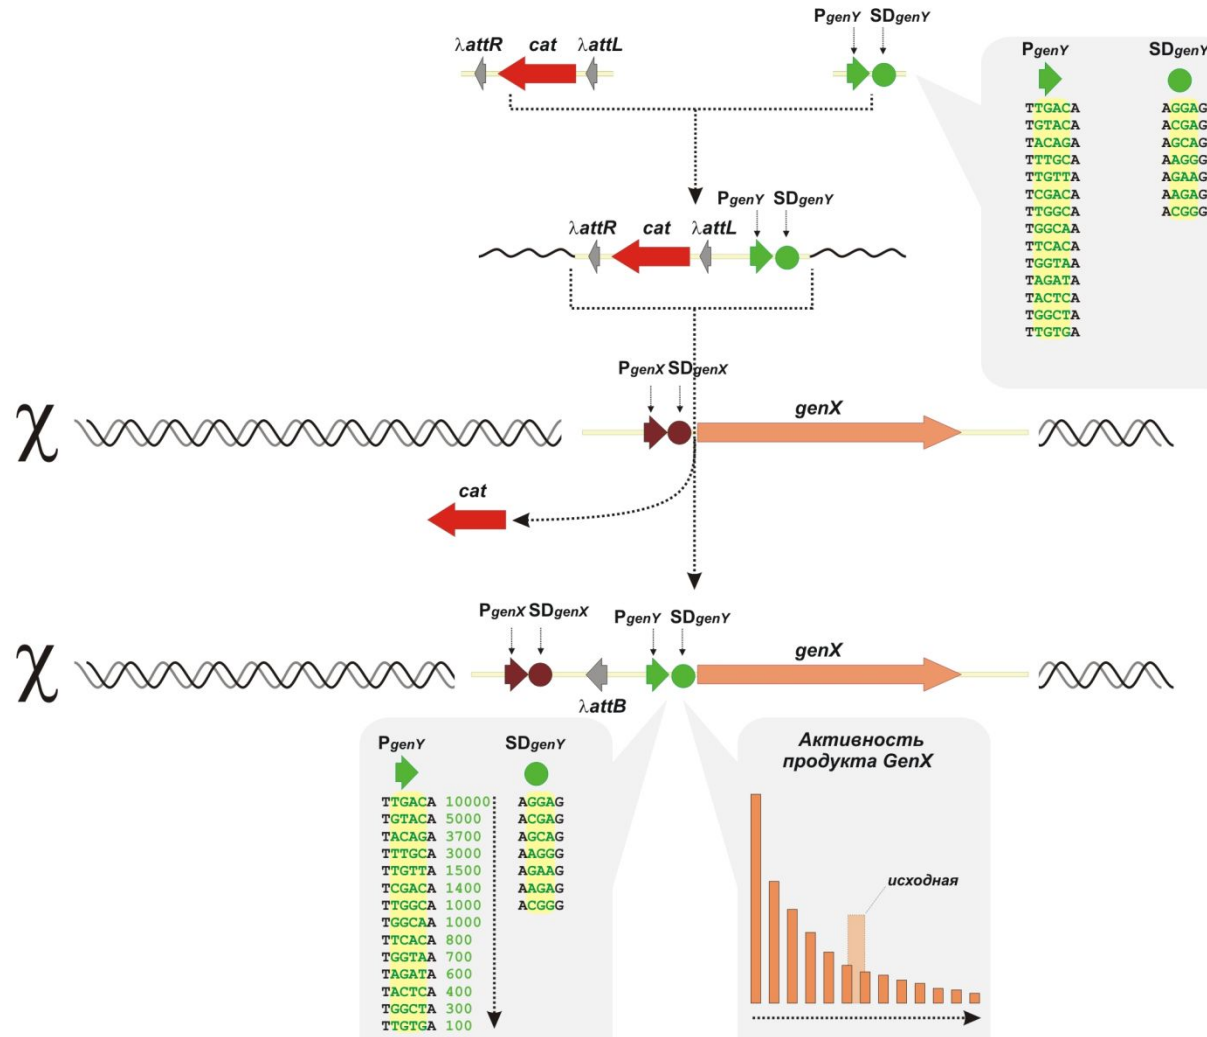 PgenY SDgenY
λattR cat λattL
PgenY SDgenY
TTGACA AGGAG
TGTACA ACGAG
TACAGA AGCAG
TTTGCA AAGGG
TTGTTA AGAAG
TCGACA AAGAG
TTGGCA ACGGG
TGGCAA
TTCACA
TGGTAA
TAGATA
TACTCA
TGGCTA
TTGTGA
PgenY SDgenY
λattR cat λattL
PgenX SDgenX
χ
genX
cat
PgenX SDgenX PgenY SDgenY
χ
genX
λattB
PgenY SDgenY
TTGACA 10000 AGGAG
TGTACA 5000 ACGAG
TACAGA 3700 AGCAG
TTTGCA 3000 AAGGG
TTGTTA 1500 AGAAG
TCGACA 1400 AAGAG
TTGGCA 1000 ACGGG
TGGCAA 1000
TTCACA 800
TGGTAA 700
TAGATA 600
TACTCA 400
TGGCTA 300
TTGTGA 100
Активность
продукта GenX
исходная